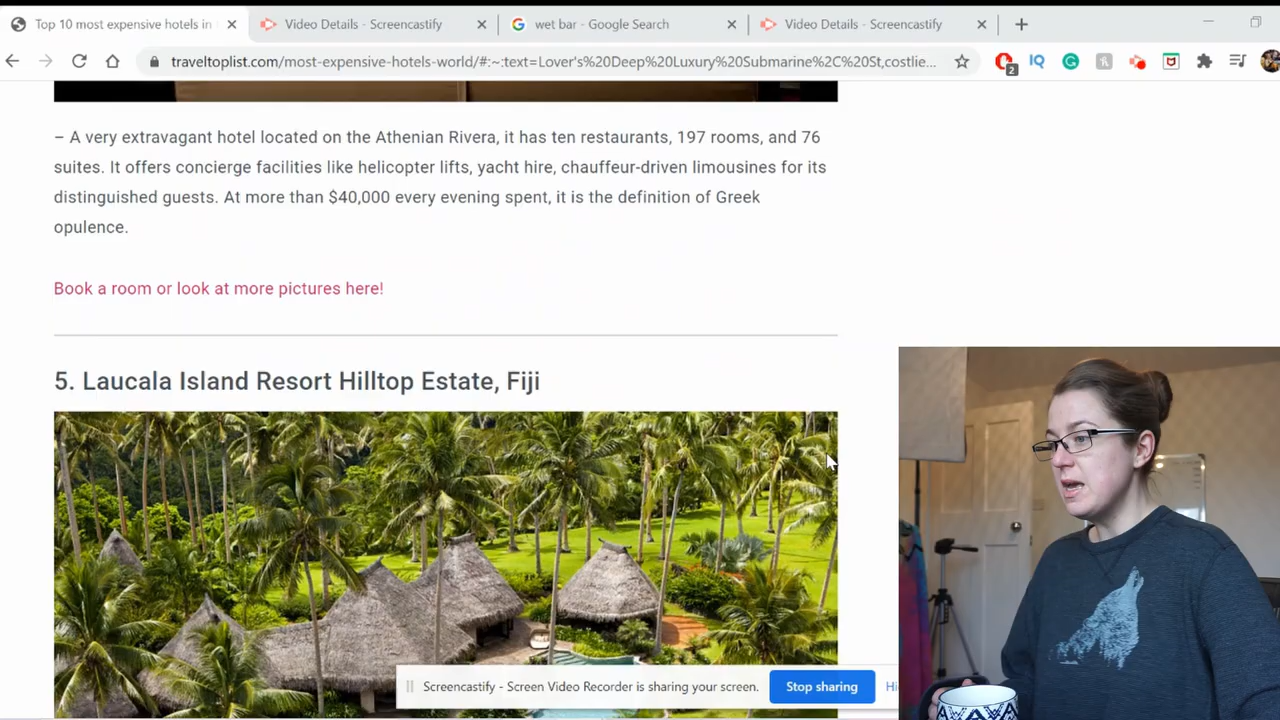 Top 10 most expensive hotels in
Video Details - Screencastify
wet bar - Google Search
Video Details - Screencastify
traveltoplist.com/most-expensive-hotels-world/#:~:text=Lover's%20Deep%20Luxury%20Submarine%2C%20St,costlie...
2
IQ
– A very extravagant hotel located on the Athenian Rivera, it has ten restaurants, 197 rooms, and 76
suites. It offers concierge facilities like helicopter lifts, yacht hire, chauffeur-driven limousines for its
distinguished guests. At more than $40,000 every evening spent, it is the definition of Greek
opulence.
Book a room or look at more pictures here!
5. Laucala Island Resort Hilltop Estate, Fiji
Screencastify - Screen Video Recorder is sharing your screen.
Stop sharing
Hi